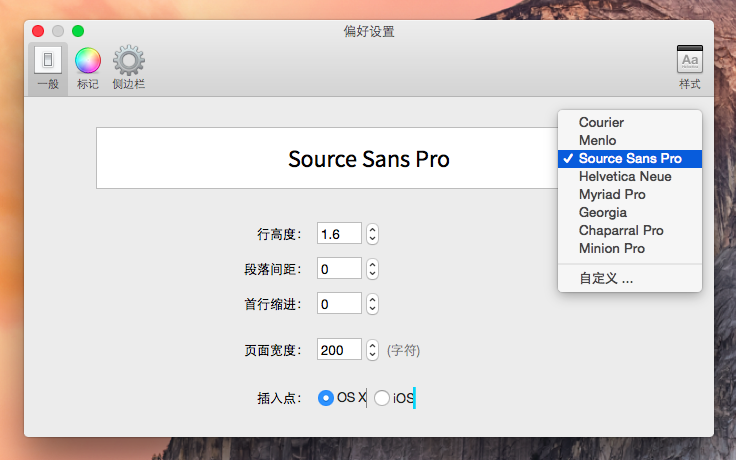 偏好设置
一般
标记
侧边栏
Aa
样式
Source Sans Pro
Courier
Menlo
✓ Source Sans Pro
Helvetica Neue
Myriad Pro
Georgia
Chaparral Pro
Minion Pro
自定义 ...
行高度： 1.6
段落间距： 0
首行缩进： 0
页面宽度： 200 (字符)
插入点： OS X iOS